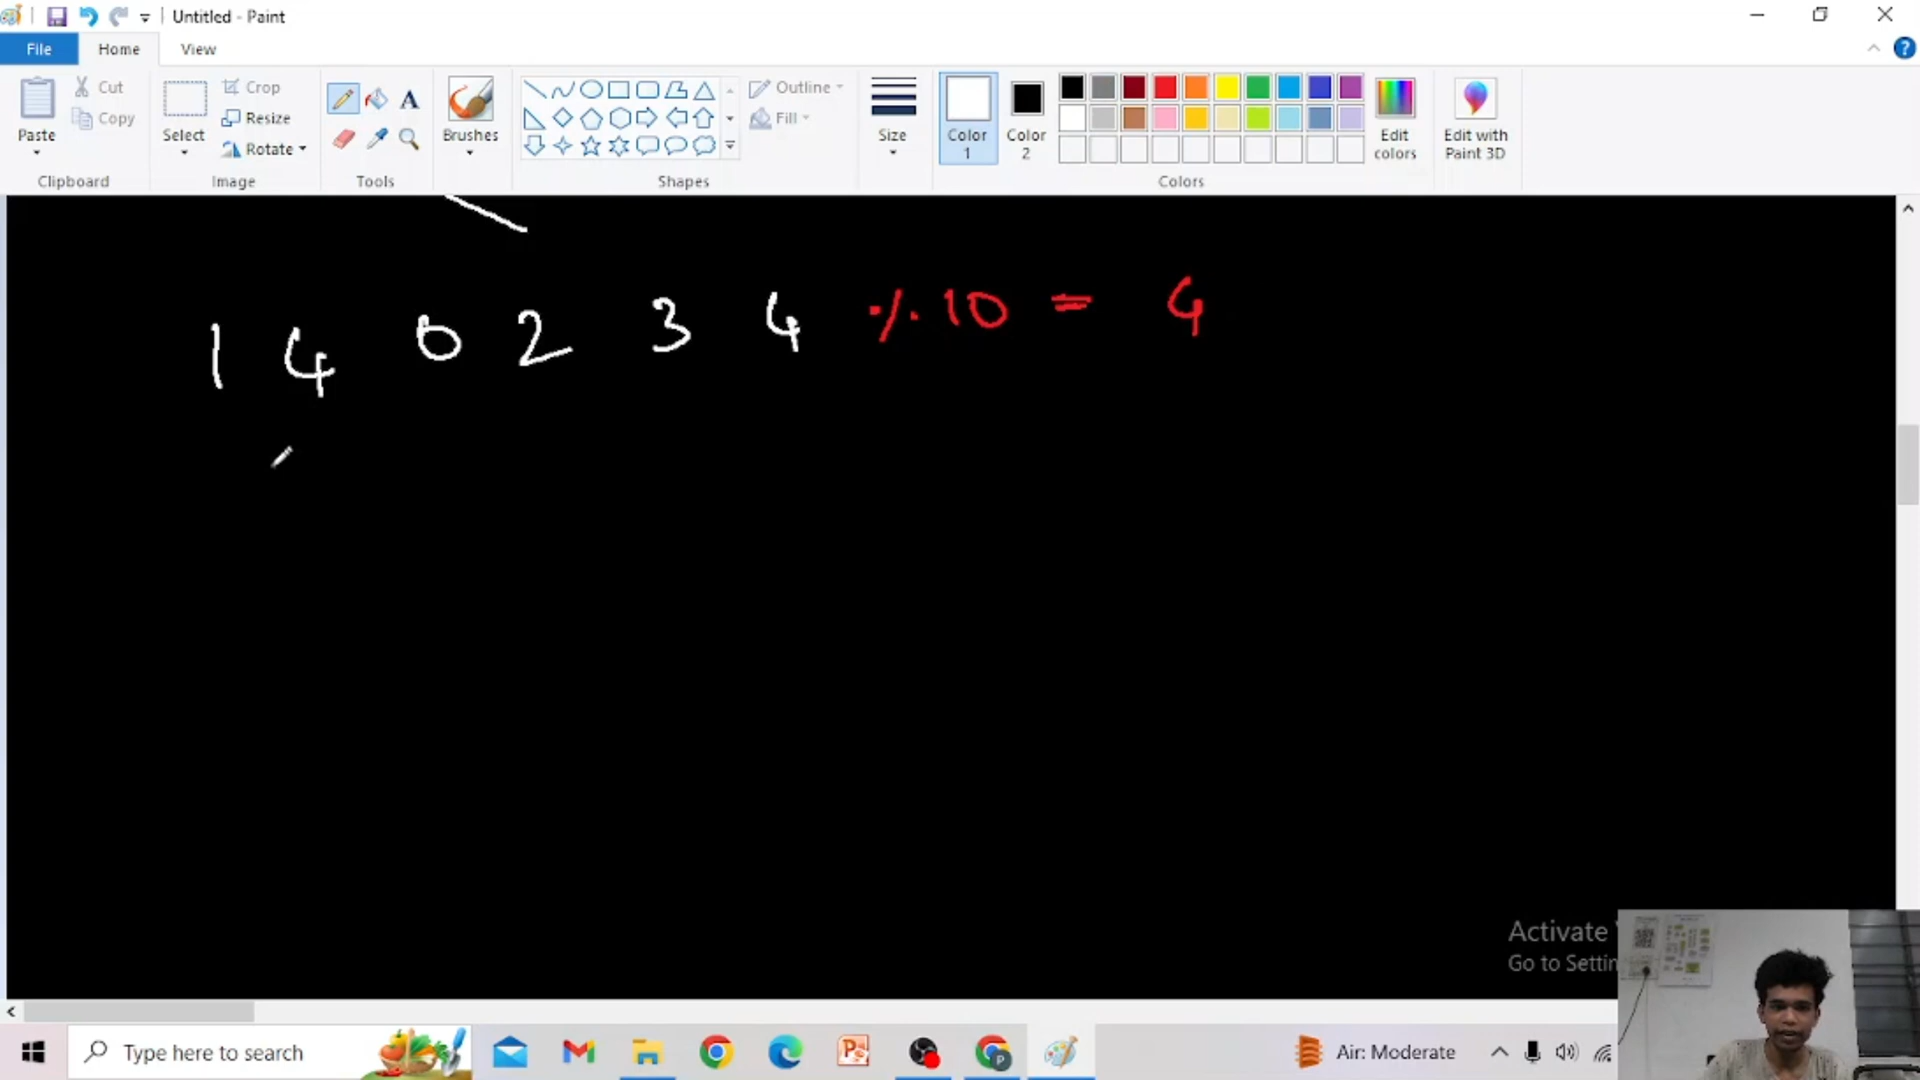 Untitled - Paint
File Home View
Paste Cut Copy Select Crop Resize Rotate Brushes Outline Fill Size Color 1 Color 2 Edit colors Edit with Paint 3D
Clipboard Image Tools Shapes Colors
1 4 0 2 3 4 % 10 = 4
Activate
Go to Settin
Type here to search Air: Moderate